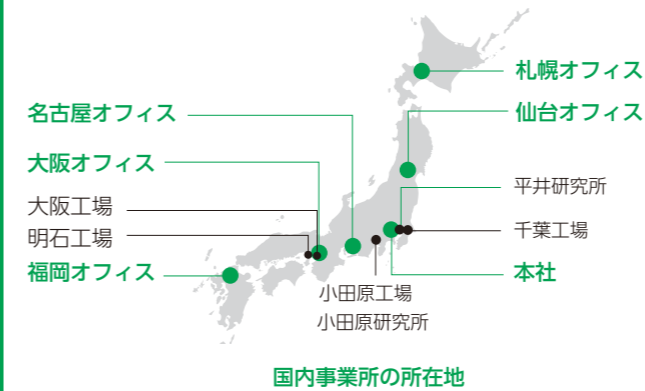 札幌オフィス
名古屋オフィス
仙台オフィス
大阪オフィス
平井研究所
大阪工場
千葉工場
明石工場
福岡オフィス
本社
小田原工場
小田原研究所
国内事業所の所在地